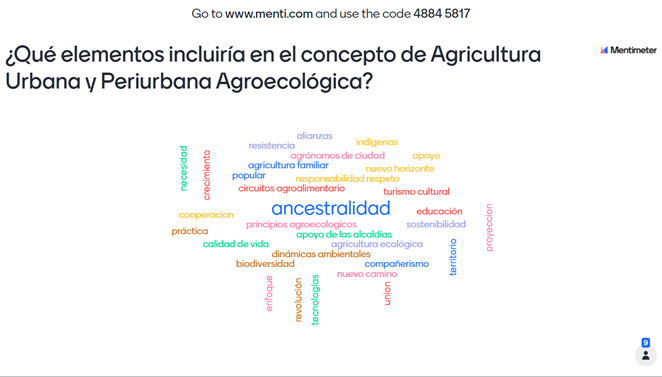 Go to www.menti.com and use the code 4884 5817
¿Qué elementos incluiría en el concepto de Agricultura
Urbana y Periurbana Agroecológica?
Mentimeter
alianzas
resistencia
indígenas
necesidad
crecimiento
agrónomos de ciudad
apoyo
agricultura familiar
nuevo horizonte
popular
responsabilidad respeto
circuitos agroalimentario
turismo cultural
ancestralidad
cooperacion
educación
proyeccion
principios agroecologicos
sostenibilidad
práctica
apoyo de las alcaldías
calidad de vida
agricultura ecológica
territorio
dinámicas ambientales
biodiversidad
compañerismo
nuevo camino
enfoque
revolución
tecnologías
union
9